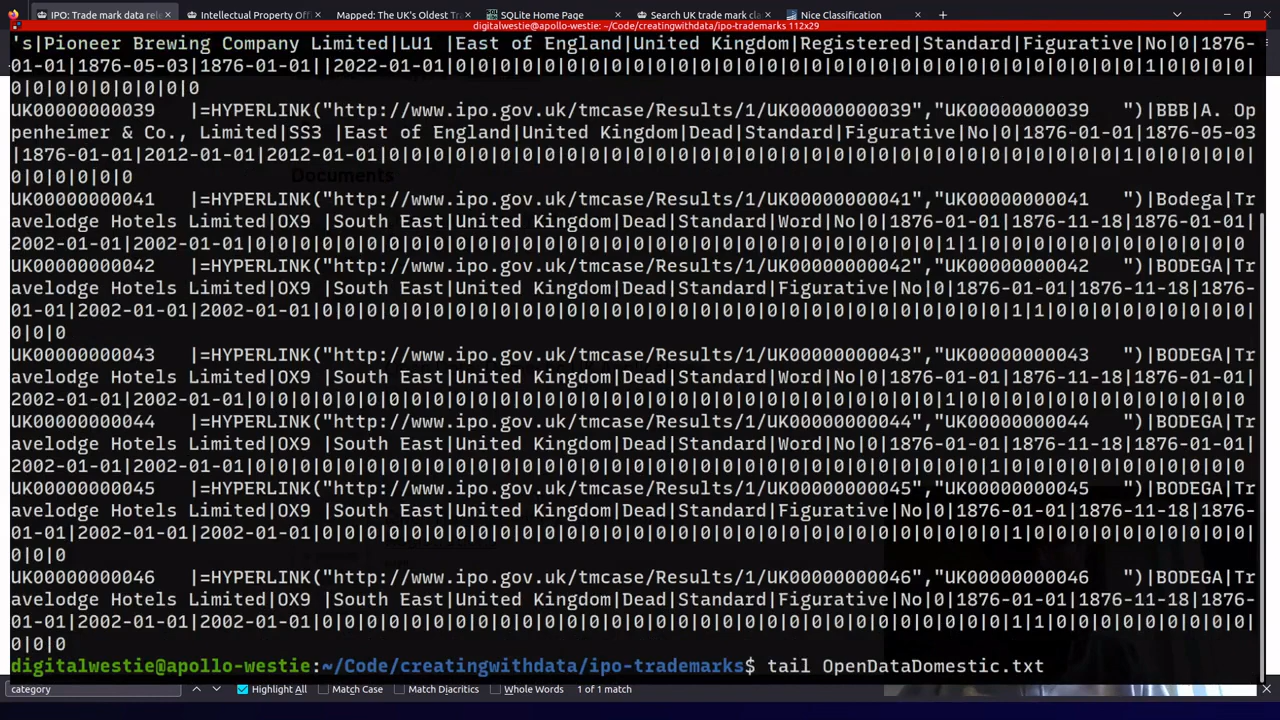 IPO: Trade mark data rele
Intellectual Property Offi
Mapped: The UK's Oldest T
SQLite Home Page
Search UK trade mark cla
Nice Classification
digitalwestie@apollo-westie: ~/Code/creatingwithdata/ipo-trademarks 112x29
's|Pioneer Brewing Company Limited|LU1 |East of England|United Kingdom|Registered|Standard|Figurative|No|0|1876-
01-01|1876-05-03|1876-01-01||2022-01-01|0|0|0|0|0|0|0|0|0|0|0|0|0|0|0|0|0|0|0|0|0|0|0|0|0|0|0|0|0|0|0|1|0|0|0|0|
0|0|0|0|0|0|0|0|0
UK00000000039   |=HYPERLINK("http://www.ipo.gov.uk/tmcase/Results/1/UK00000000039","UK00000000039   ")|BBB|A. Op
penheimer & Co., Limited|SS3 |East of England|United Kingdom|Dead|Standard|Figurative|No|0|1876-01-01|1876-05-03
|1876-01-01|2012-01-01|2012-01-01|0|0|0|0|0|0|0|0|0|0|0|0|0|0|0|0|0|0|0|0|0|0|0|0|0|0|0|0|0|0|0|0|0|1|0|0|0|0|0|
0|0|0|0|0|0|0
Documents
UK00000000041   |=HYPERLINK("http://www.ipo.gov.uk/tmcase/Results/1/UK00000000041","UK00000000041   ")|Bodega|Tr
avelodge Hotels Limited|OX9 |South East|United Kingdom|Dead|Standard|Word|No|0|1876-01-01|1876-11-18|1876-01-01|
2002-01-01|2002-01-01|0|0|0|0|0|0|0|0|0|0|0|0|0|0|0|0|0|0|0|0|0|0|0|0|0|0|0|0|0|0|0|1|1|0|0|0|0|0|0|0|0|0|0|0|0
UK00000000042   |=HYPERLINK("http://www.ipo.gov.uk/tmcase/Results/1/UK00000000042","UK00000000042   ")|BODEGA|Tr
avelodge Hotels Limited|OX9 |South East|United Kingdom|Dead|Standard|Figurative|No|0|1876-01-01|1876-11-18|1876-
01-01|2002-01-01|2002-01-01|0|0|0|0|0|0|0|0|0|0|0|0|0|0|0|0|0|0|0|0|0|0|0|0|0|0|0|0|0|0|0|1|1|0|0|0|0|0|0|0|0|0|
0|0|0
UK00000000043   |=HYPERLINK("http://www.ipo.gov.uk/tmcase/Results/1/UK00000000043","UK00000000043   ")|BODEGA|Tr
avelodge Hotels Limited|OX9 |South East|United Kingdom|Dead|Standard|Word|No|0|1876-01-01|1876-11-18|1876-01-01|
2002-01-01|2002-01-01|0|0|0|0|0|0|0|0|0|0|0|0|0|0|0|0|0|0|0|0|0|0|0|0|0|0|0|0|0|0|0|1|0|0|0|0|0|0|0|0|0|0|0|0|0
UK00000000044   |=HYPERLINK("http://www.ipo.gov.uk/tmcase/Results/1/UK00000000044","UK00000000044   ")|BODEGA|Tr
avelodge Hotels Limited|OX9 |South East|United Kingdom|Dead|Standard|Word|No|0|1876-01-01|1876-11-18|1876-01-01|
2002-01-01|2002-01-01|0|0|0|0|0|0|0|0|0|0|0|0|0|0|0|0|0|0|0|0|0|0|0|0|0|0|0|0|0|0|0|0|0|1|0|0|0|0|0|0|0|0|0|0|0
UK00000000045   |=HYPERLINK("http://www.ipo.gov.uk/tmcase/Results/1/UK00000000045","UK00000000045   ")|BODEGA|Tr
avelodge Hotels Limited|OX9 |South East|United Kingdom|Dead|Standard|Figurative|No|0|1876-01-01|1876-11-18|1876-
01-01|2002-01-01|2002-01-01|0|0|0|0|0|0|0|0|0|0|0|0|0|0|0|0|0|0|0|0|0|0|0|0|0|0|0|0|0|0|0|1|0|0|0|0|0|0|0|0|0|0|
0|0|0
UK00000000046   |=HYPERLINK("http://www.ipo.gov.uk/tmcase/Results/1/UK00000000046","UK00000000046   ")|BODEGA|Tr
avelodge Hotels Limited|OX9 |South East|United Kingdom|Dead|Standard|Figurative|No|0|1876-01-01|1876-11-18|1876-
01-01|2002-01-01|2002-01-01|0|0|0|0|0|0|0|0|0|0|0|0|0|0|0|0|0|0|0|0|0|0|0|0|0|0|0|0|0|0|0|1|1|0|0|0|0|0|0|0|0|0|
0|0|0
digitalwestie@apollo-westie:~/Code/creatingwithdata/ipo-trademarks$ tail OpenDataDomestic.txt
category
Highlight All
Match Case
Match Diacritics
Whole Words
1 of 1 match